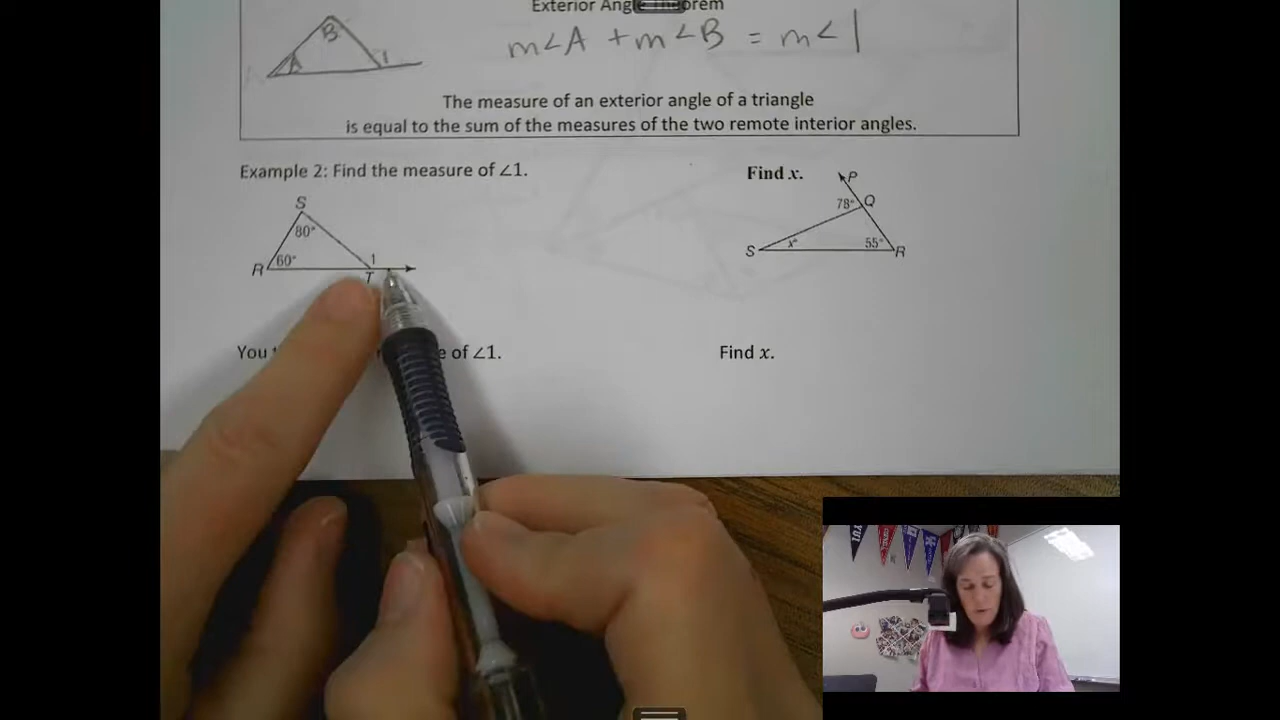 Exterior Angle Theorem
B
A
1
m∠A + m∠B = m∠1
The measure of an exterior angle of a triangle
is equal to the sum of the measures of the two remote interior angles.
Example 2: Find the measure of ∠1.
S
80°
R
60°
1
T
Find x.
P
78°
Q
S
x°
55°
R
You
e of ∠1.
Find x.